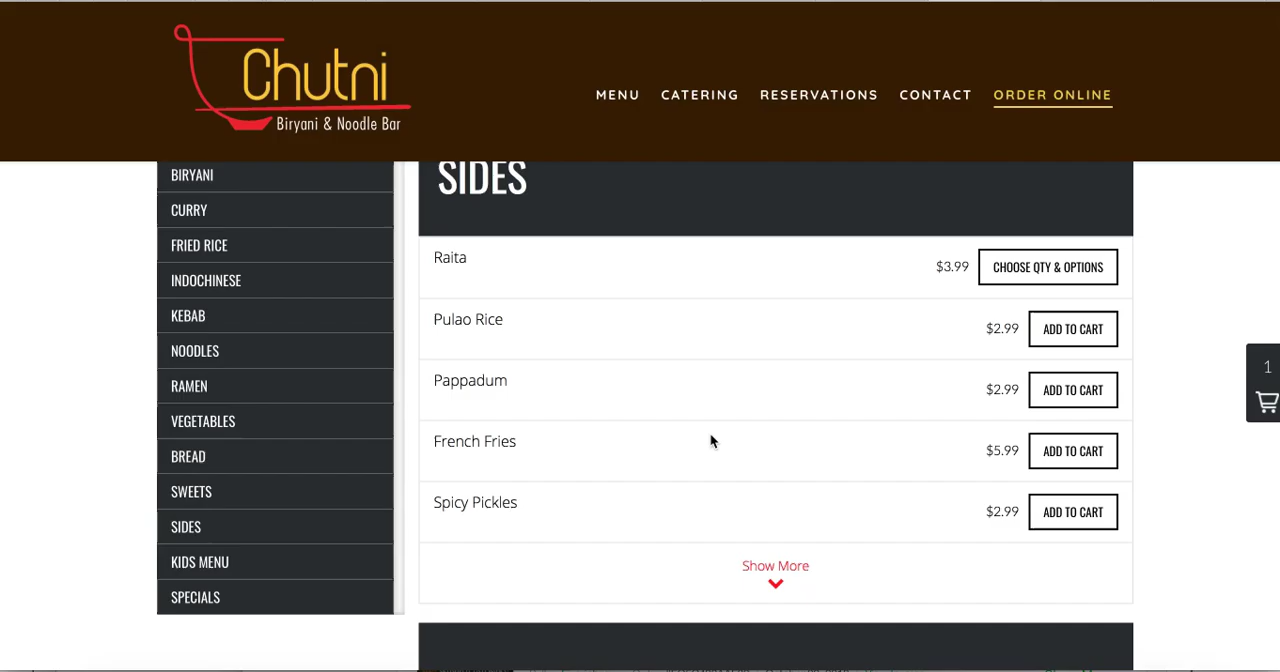 Chutni
Biryani & Noodle Bar
MENU
CATERING
RESERVATIONS
CONTACT
ORDER ONLINE
BIRYANI
CURRY
FRIED RICE
INDOCHINESE
KEBAB
NOODLES
RAMEN
VEGETABLES
BREAD
SWEETS
SIDES
KIDS MENU
SPECIALS
SIDES
Raita
$3.99
CHOOSE QTY & OPTIONS
Pulao Rice
$2.99
ADD TO CART
Pappadum
$2.99
ADD TO CART
French Fries
$5.99
ADD TO CART
Spicy Pickles
$2.99
ADD TO CART
Show More
1